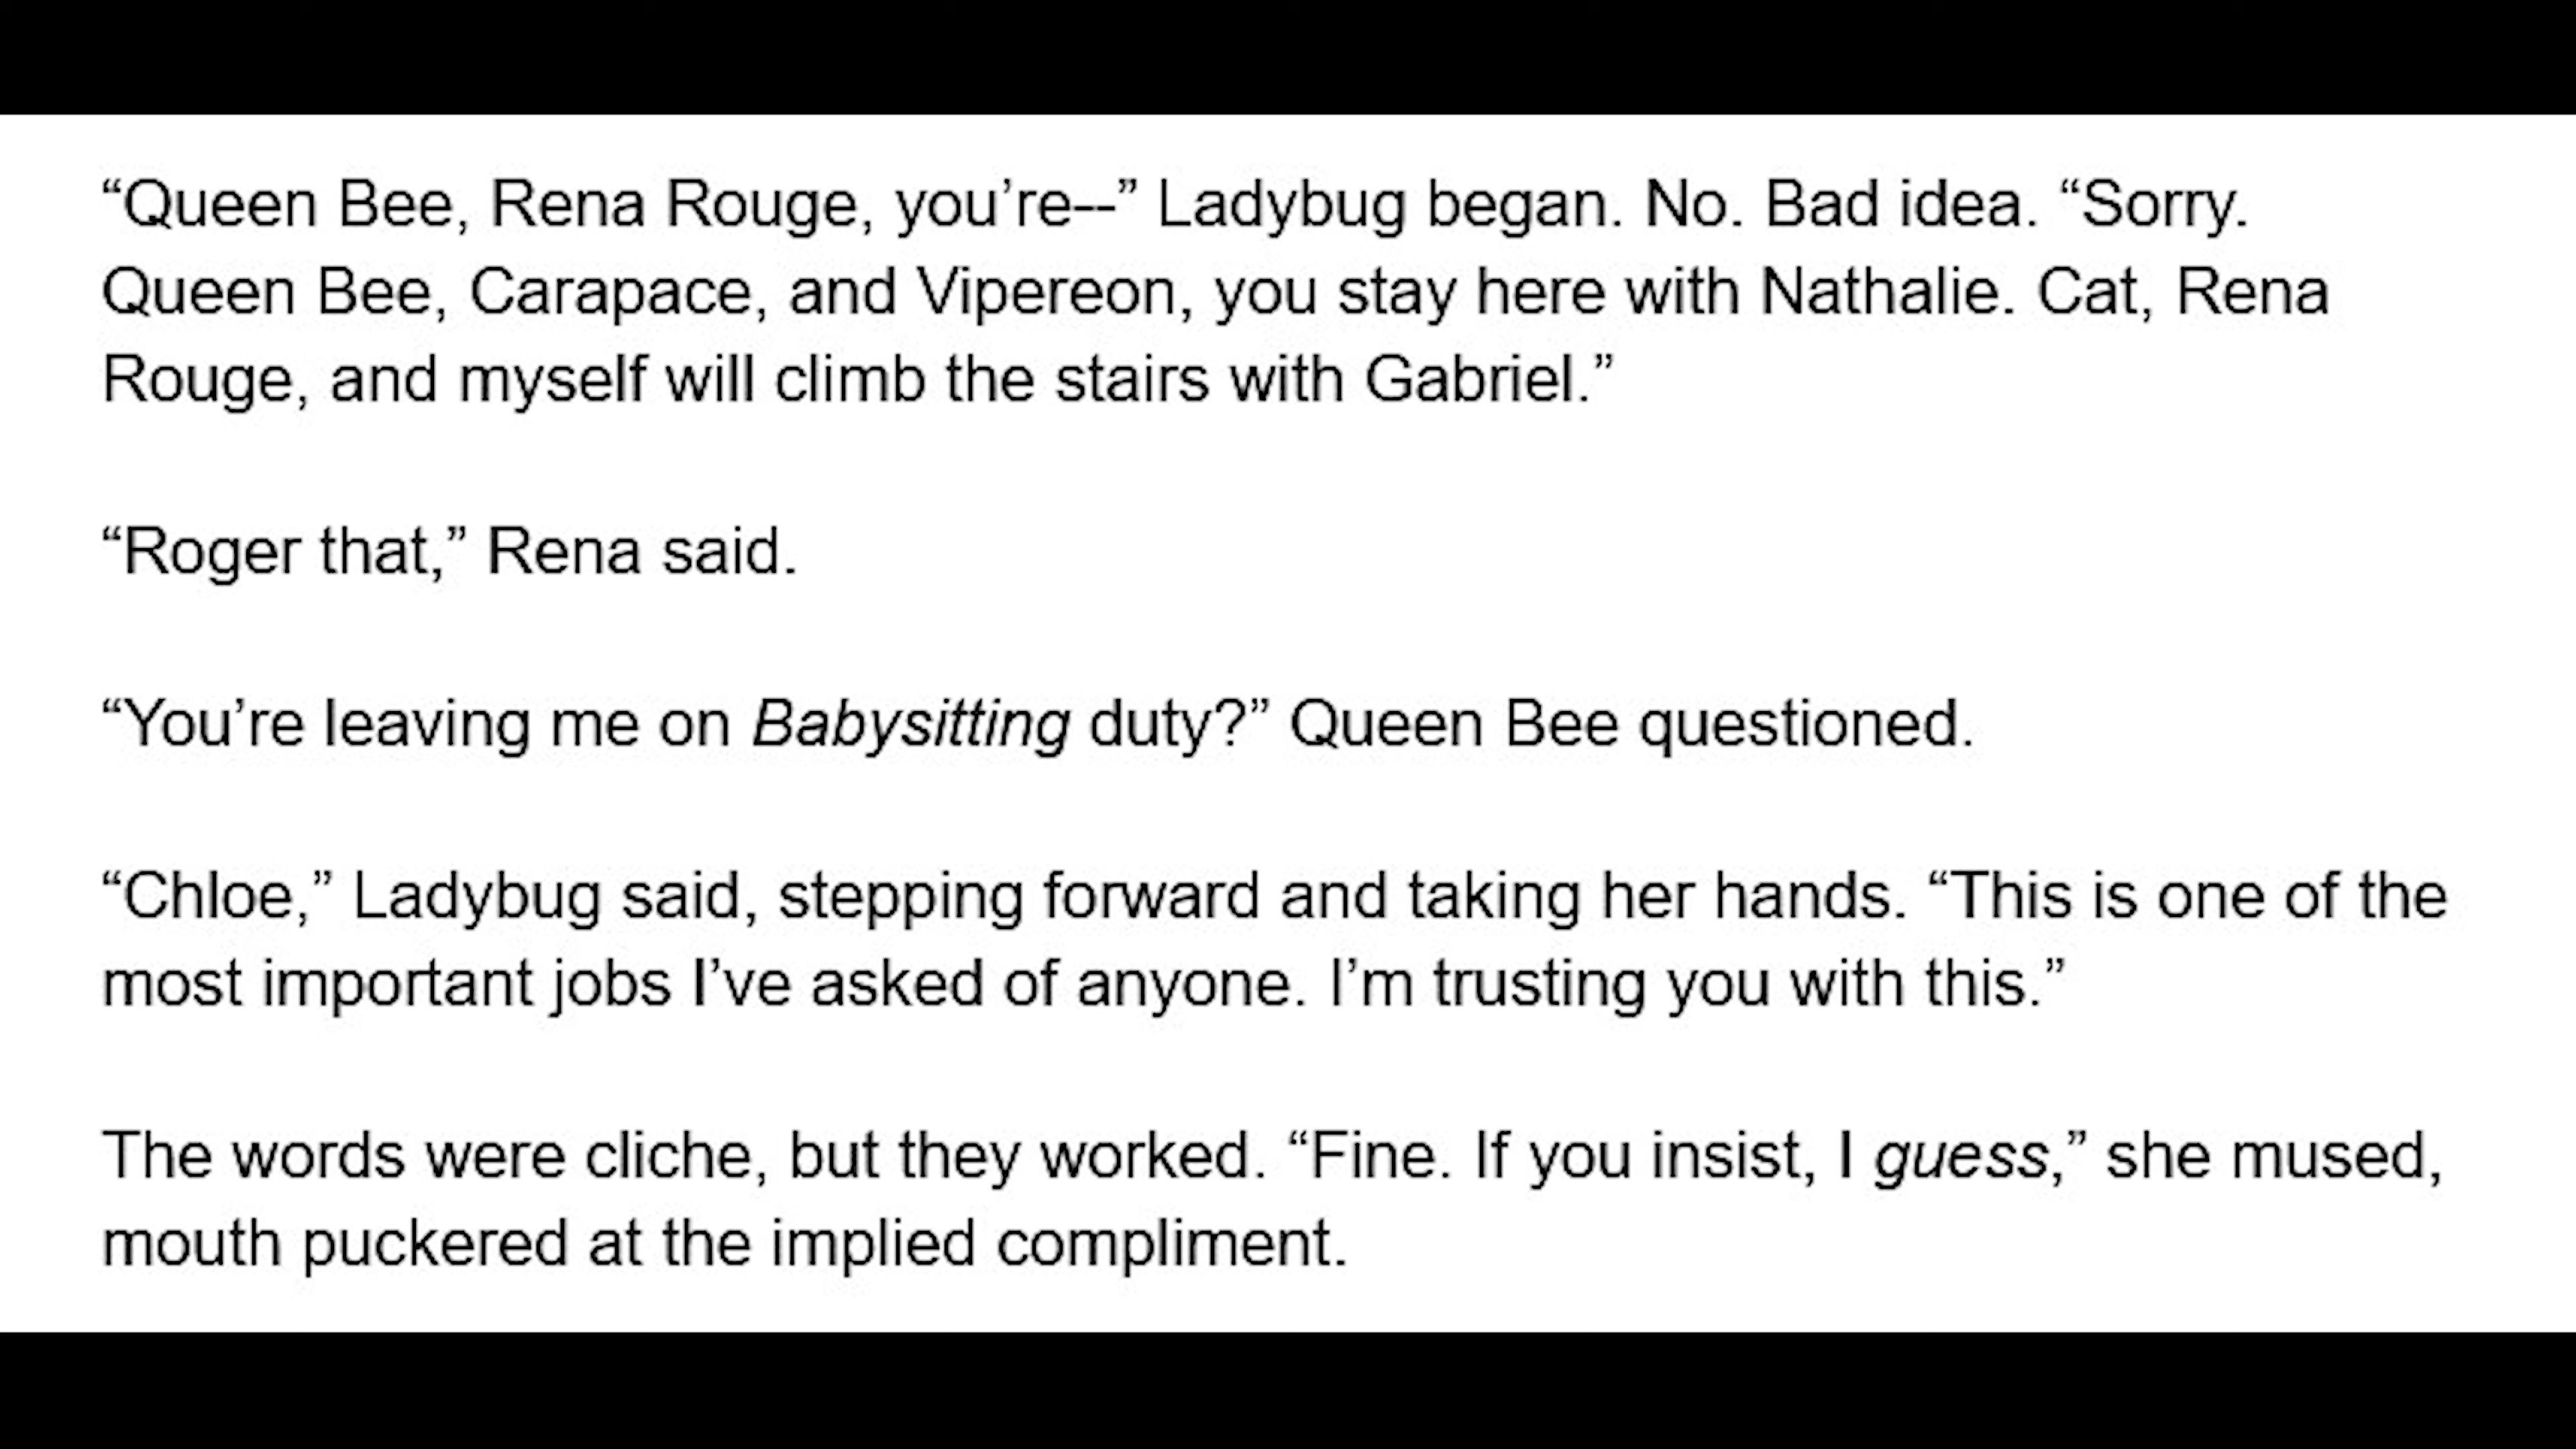 “Queen Bee, Rena Rouge, you’re--” Ladybug began. No. Bad idea. “Sorry.
Queen Bee, Carapace, and Vipereon, you stay here with Nathalie. Cat, Rena
Rouge, and myself will climb the stairs with Gabriel.”
“Roger that,” Rena said.
“You’re leaving me on Babysitting duty?” Queen Bee questioned.
“Chloe,” Ladybug said, stepping forward and taking her hands. “This is one of the
most important jobs I’ve asked of anyone. I’m trusting you with this.”
The words were cliche, but they worked. “Fine. If you insist, I guess,” she mused,
mouth puckered at the implied compliment.